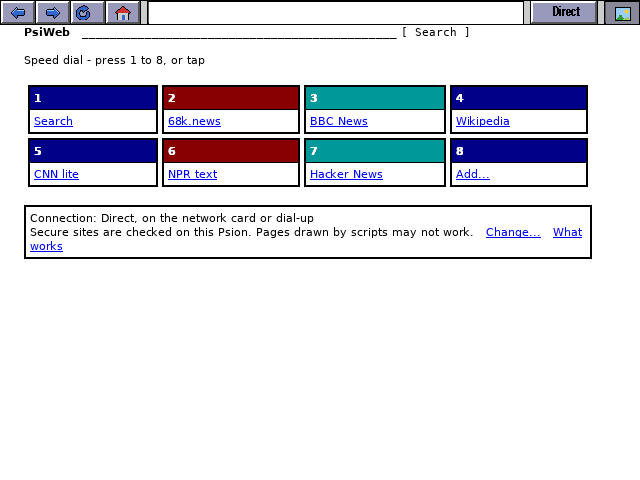 Direct
PsiWeb _____________________________________________ [ Search ]
Speed dial - press 1 to 8, or tap
1 2 3 4
Search 68k.news BBC News Wikipedia
5 6 7 8
CNN lite NPR text Hacker News Add...
Connection: Direct, on the network card or dial-up
Secure sites are checked on this Psion. Pages drawn by scripts may not work. Change... What
works